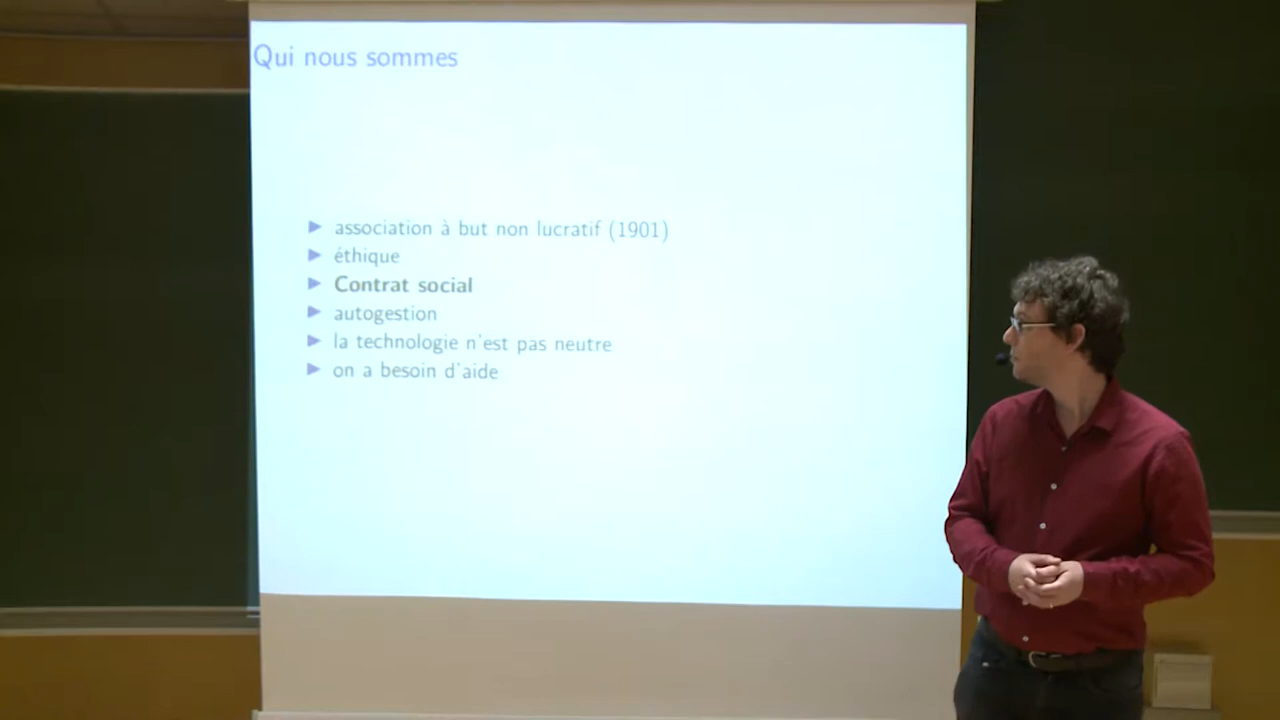 Qui nous sommes
association à but non lucratif (1901)
éthique
Contrat social
autogestion
la technologie n'est pas neutre
on a besoin d'aide